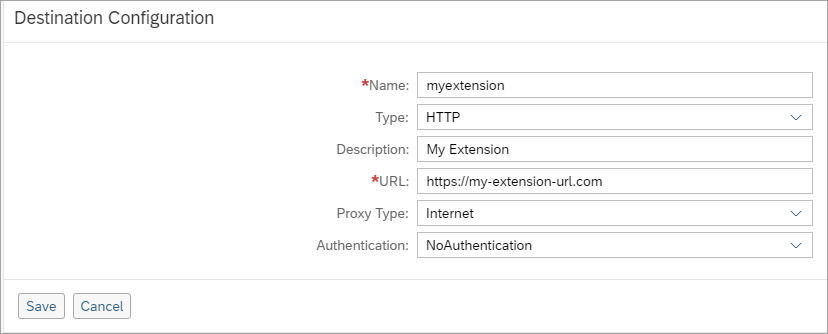 Destination Configuration
*Name: myextension
Type: HTTP
Description: My Extension
*URL: https://my-extension-url.com
Proxy Type: Internet
Authentication: NoAuthentication
Save Cancel